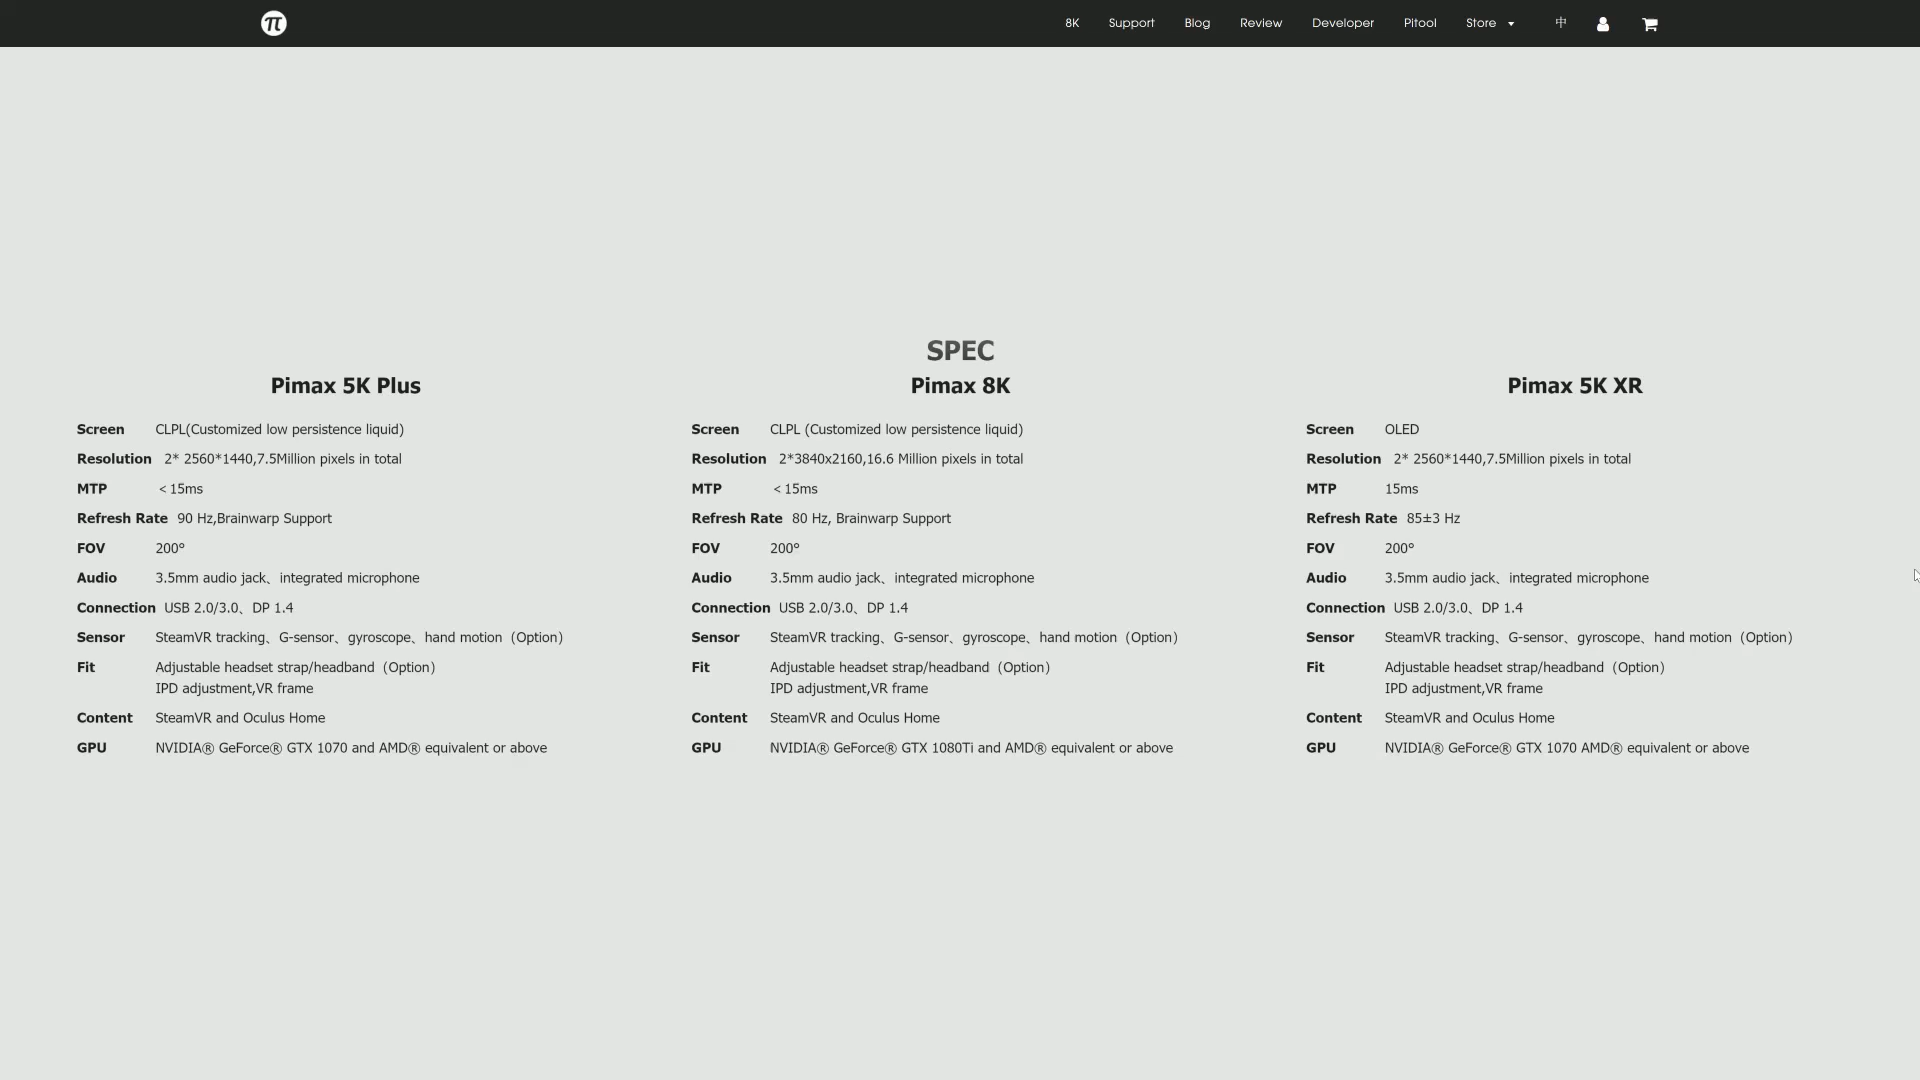 π
8K Support Blog Review Developer Pitool Store 中
SPEC
Pimax 5K Plus
Screen CLPL(Customized low persistence liquid)
Resolution 2* 2560*1440,7.5Million pixels in total
MTP ＜15ms
Refresh Rate 90 Hz,Brainwarp Support
FOV 200°
Audio 3.5mm audio jack、integrated microphone
Connection USB 2.0/3.0、DP 1.4
Sensor SteamVR tracking、G-sensor、gyroscope、hand motion（Option）
Fit Adjustable headset strap/headband（Option）
IPD adjustment,VR frame
Content SteamVR and Oculus Home
GPU NVIDIA® GeForce® GTX 1070 and AMD® equivalent or above
Pimax 8K
Screen CLPL (Customized low persistence liquid)
Resolution 2*3840x2160,16.6 Million pixels in total
MTP ＜15ms
Refresh Rate 80 Hz, Brainwarp Support
FOV 200°
Audio 3.5mm audio jack、integrated microphone
Connection USB 2.0/3.0、DP 1.4
Sensor SteamVR tracking、G-sensor、gyroscope、hand motion（Option）
Fit Adjustable headset strap/headband（Option）
IPD adjustment,VR frame
Content SteamVR and Oculus Home
GPU NVIDIA® GeForce® GTX 1080Ti and AMD® equivalent or above
Pimax 5K XR
Screen OLED
Resolution 2* 2560*1440,7.5Million pixels in total
MTP 15ms
Refresh Rate 85±3 Hz
FOV 200°
Audio 3.5mm audio jack、integrated microphone
Connection USB 2.0/3.0、DP 1.4
Sensor SteamVR tracking、G-sensor、gyroscope、hand motion（Option）
Fit Adjustable headset strap/headband（Option）
IPD adjustment,VR frame
Content SteamVR and Oculus Home
GPU NVIDIA® GeForce® GTX 1070 AMD® equivalent or above